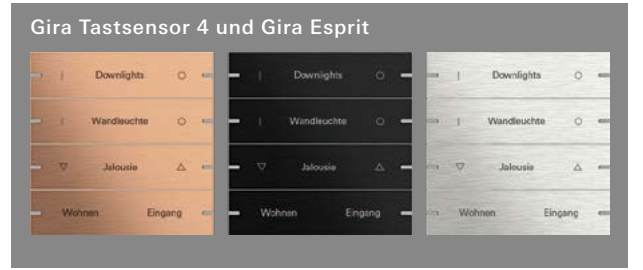 Gira Tastsensor 4 und Gira Esprit
| Downlights ○
| Wandleuchte ○
▽ Jalousie △
Wohnen Eingang
| Downlights ○
| Wandleuchte ○
▽ Jalousie △
Wohnen Eingang
| Downlights ○
| Wandleuchte ○
▽ Jalousie △
Wohnen Eingang